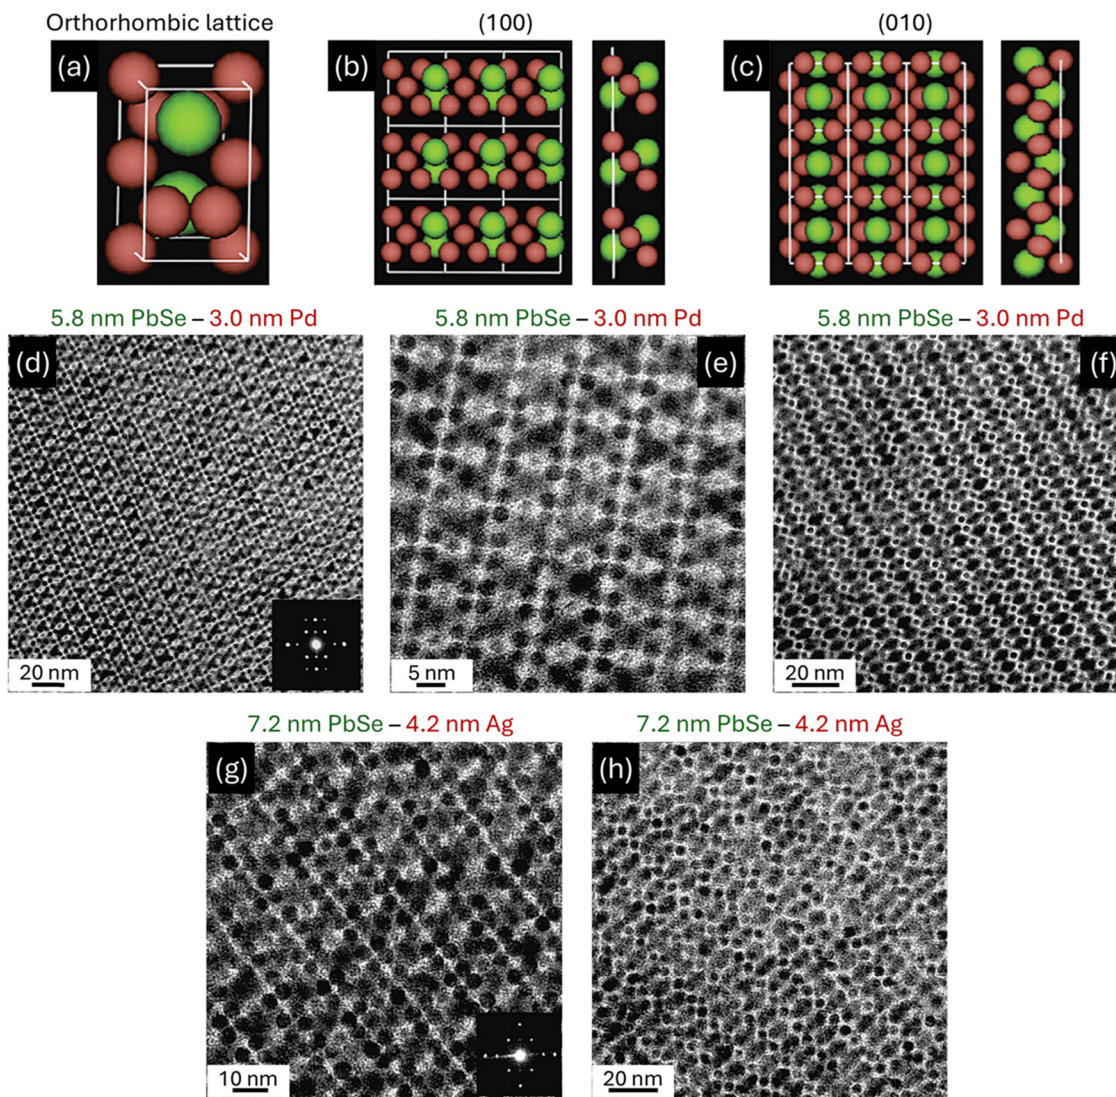 Orthorhombic lattice
(100)
(010)
(a)
(b)
(c)
5.8 nm PbSe – 3.0 nm Pd
5.8 nm PbSe – 3.0 nm Pd
5.8 nm PbSe – 3.0 nm Pd
(d)
(e)
(f)
20 nm
5 nm
20 nm
7.2 nm PbSe – 4.2 nm Ag
7.2 nm PbSe – 4.2 nm Ag
(g)
(h)
10 nm
20 nm